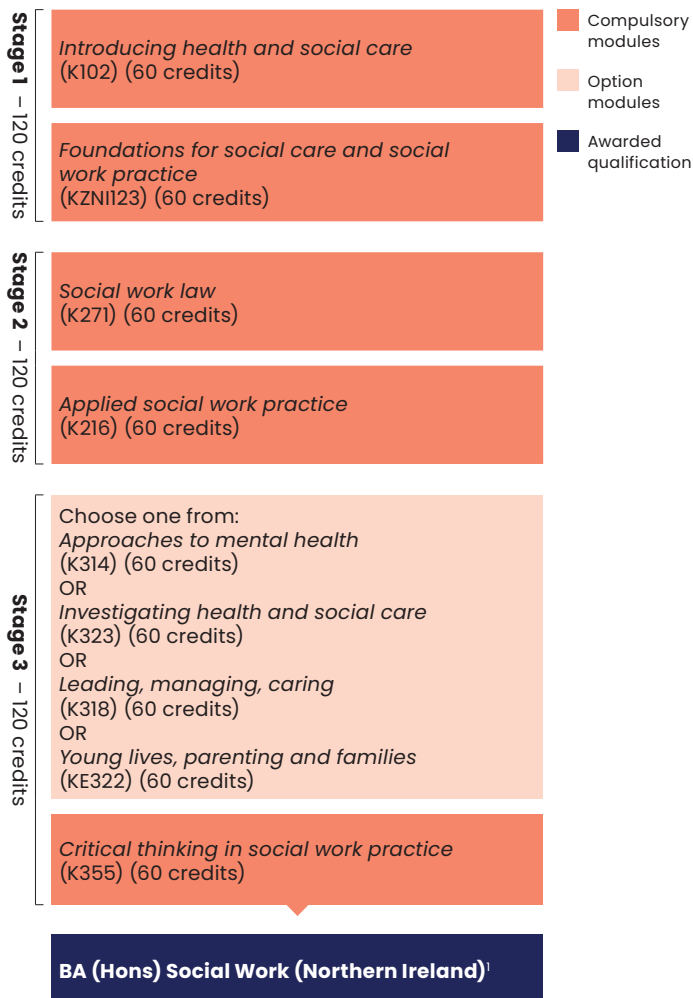 Stage 1 – 120 credits
Introducing health and social care
(K102) (60 credits)
Foundations for social care and social
work practice
(KZNI123) (60 credits)
Compulsory
modules
Option
modules
Awarded
qualification
Stage 2 – 120 credits
Social work law
(K271) (60 credits)
Applied social work practice
(K216) (60 credits)
Stage 3 – 120 credits
Choose one from:
Approaches to mental health
(K314) (60 credits)
OR
Investigating health and social care
(K323) (60 credits)
OR
Leading, managing, caring
(K318) (60 credits)
OR
Young lives, parenting and families
(KE322) (60 credits)
Critical thinking in social work practice
(K355) (60 credits)
BA (Hons) Social Work (Northern Ireland)¹